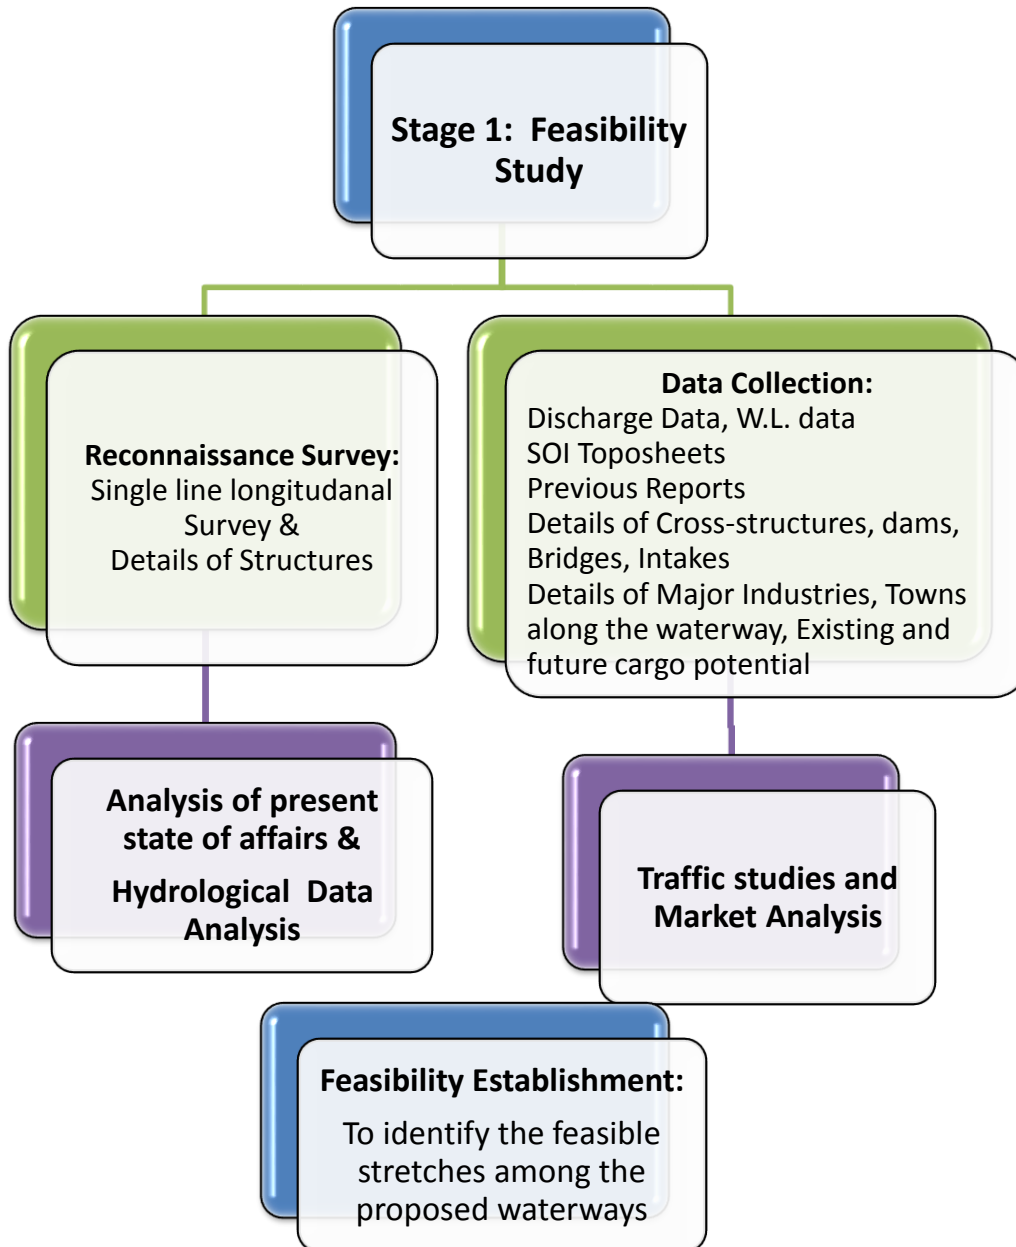 Stage 1: Feasibility
Study
Reconnaissance Survey:
Single line longitudanal
Survey &
Details of Structures
Data Collection:
Discharge Data, W.L. data
SOI Toposheets
Previous Reports
Details of Cross-structures, dams,
Bridges, Intakes
Details of Major Industries, Towns
along the waterway, Existing and
future cargo potential
Analysis of present
state of affairs &
Hydrological Data
Analysis
Traffic studies and
Market Analysis
Feasibility Establishment:
To identify the feasible
stretches among the
proposed waterways